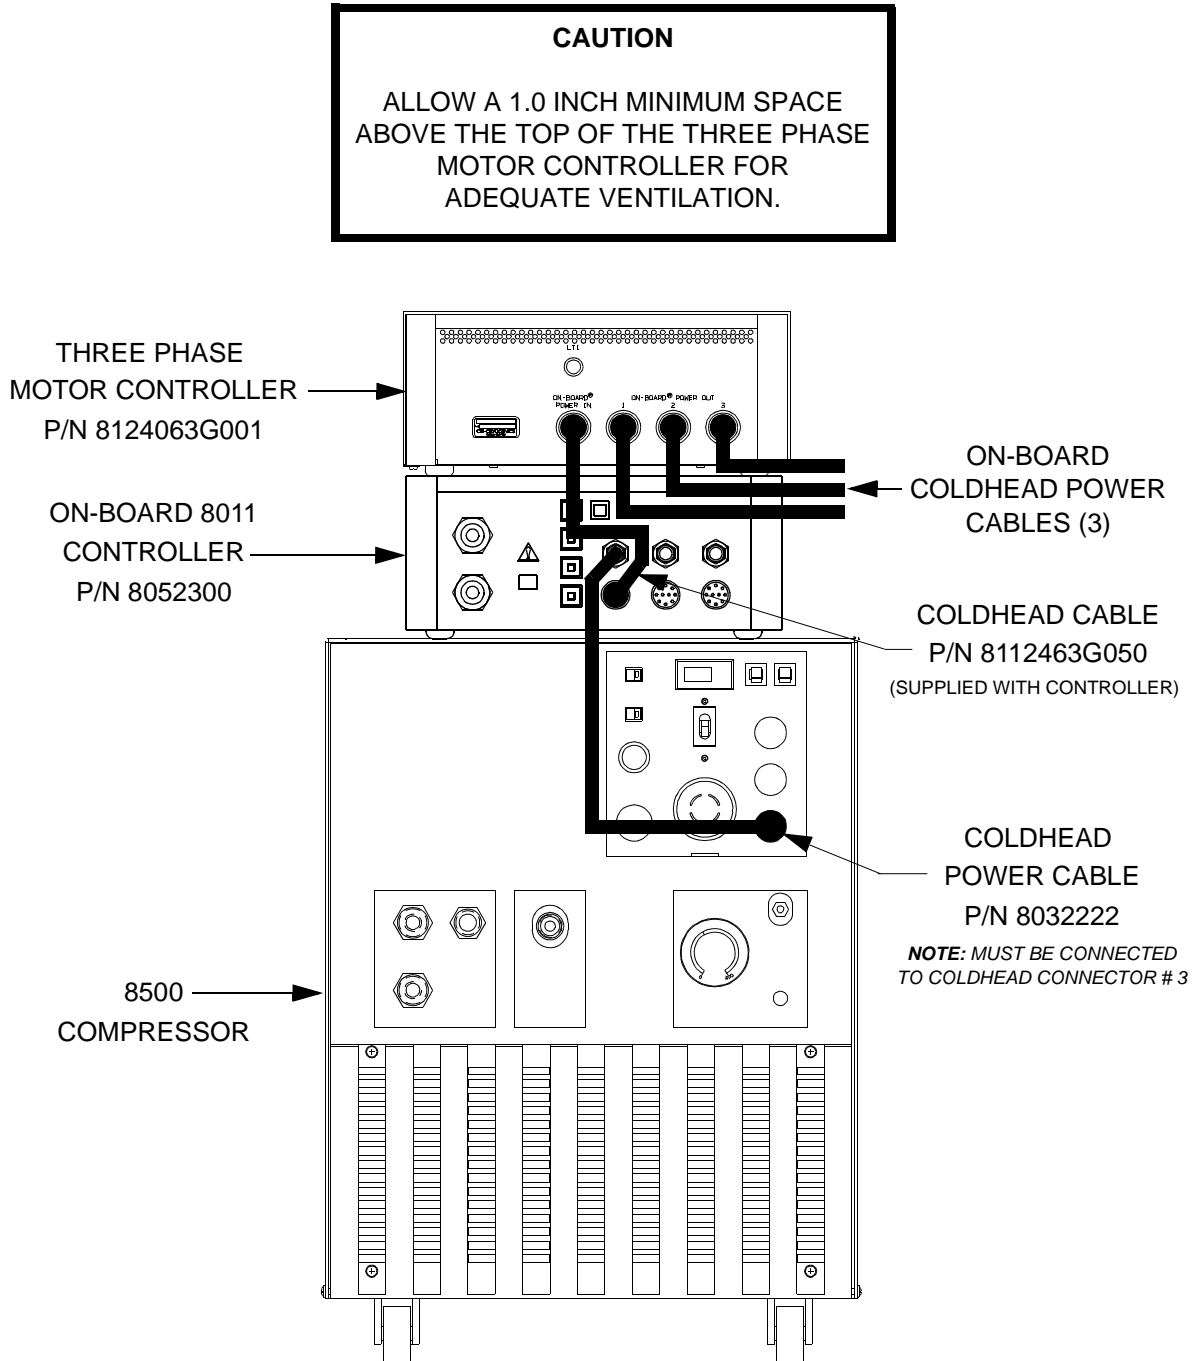 CAUTION
ALLOW A 1.0 INCH MINIMUM SPACE
ABOVE THE TOP OF THE THREE PHASE
MOTOR CONTROLLER FOR
ADEQUATE VENTILATION.
THREE PHASE
MOTOR CONTROLLER
P/N 8124063G001
ON-BOARD®
POWER IN
ON-BOARD® POWER OUT
1 2 3
ON-BOARD
COLDHEAD POWER
CABLES (3)
ON-BOARD 8011
CONTROLLER
P/N 8052300
COLDHEAD CABLE
P/N 8112463G050
(SUPPLIED WITH CONTROLLER)
COLDHEAD
POWER CABLE
P/N 8032222
NOTE: MUST BE CONNECTED
TO COLDHEAD CONNECTOR # 3
8500
COMPRESSOR